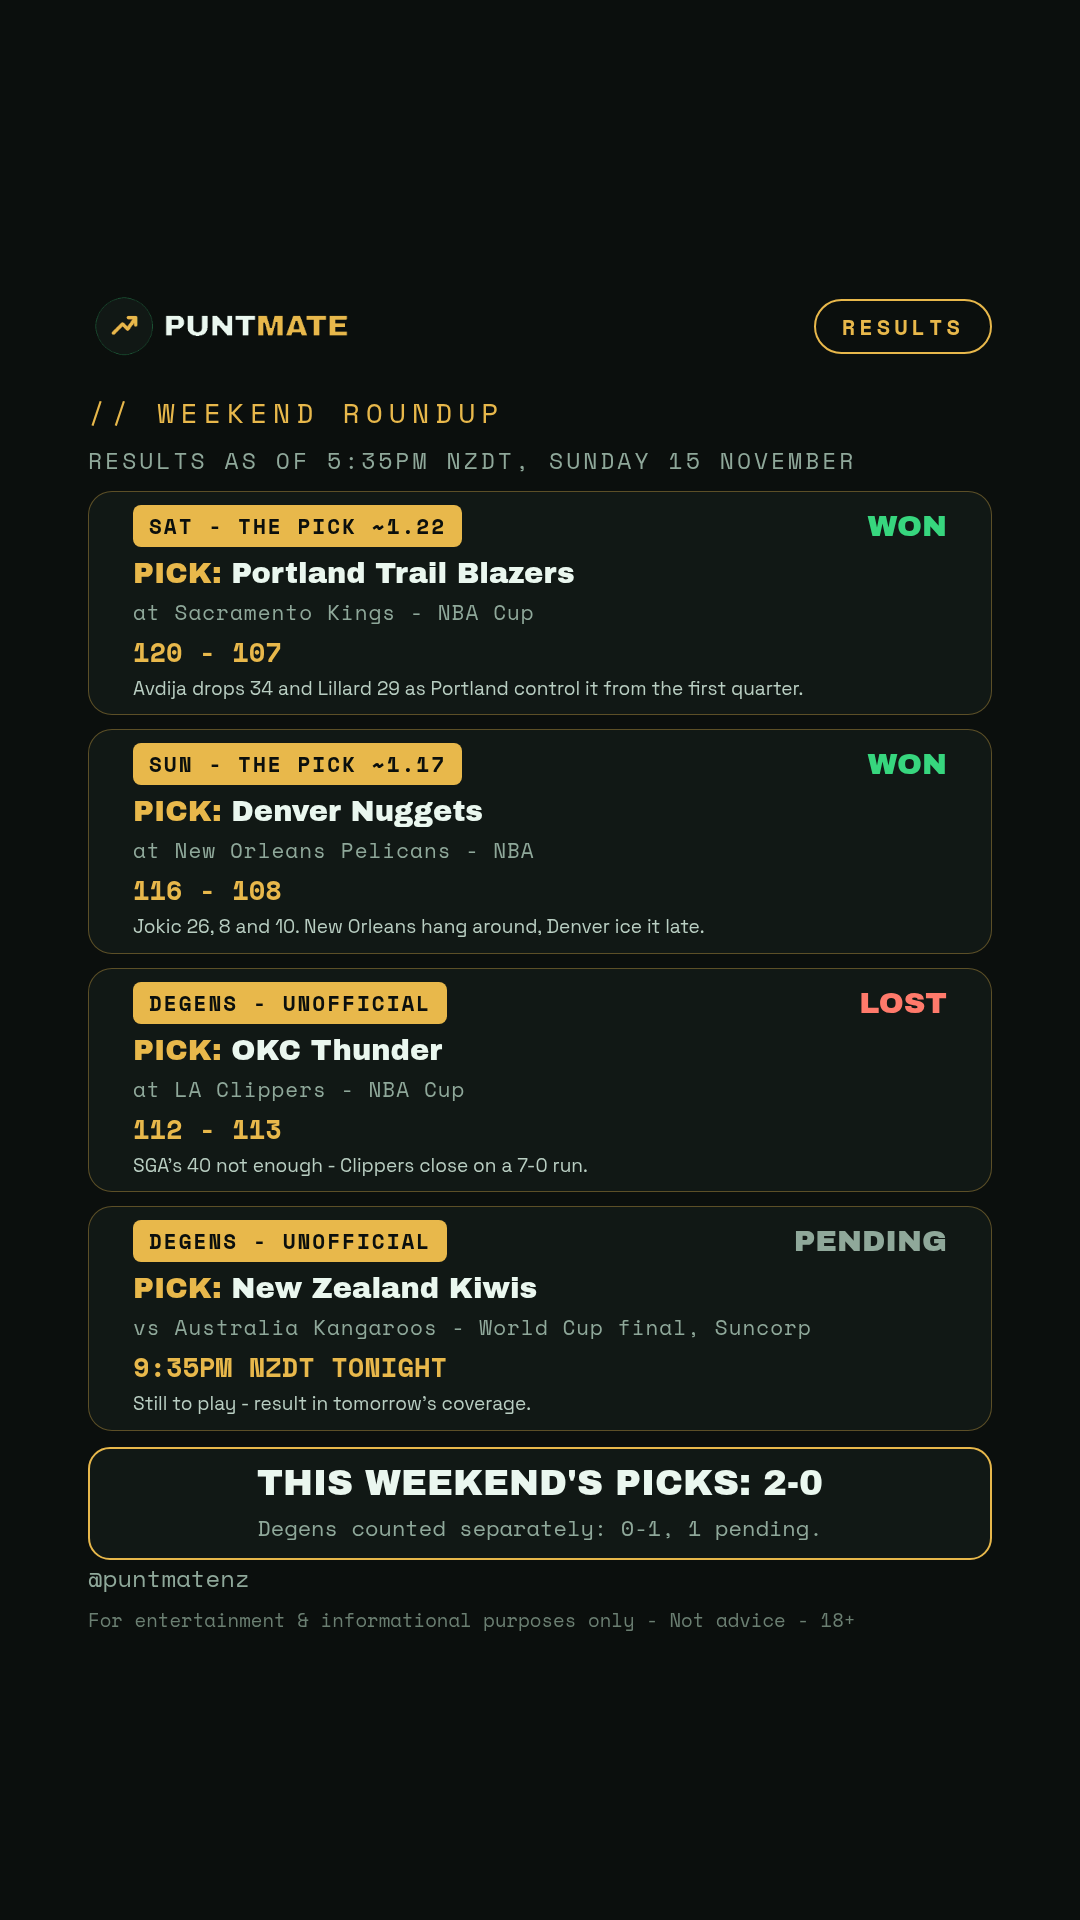 PUNTMATE
RESULTS
// WEEKEND ROUNDUP
RESULTS AS OF 5:35PM NZDT, SUNDAY 15 NOVEMBER
SAT - THE PICK ~1.22
WON
PICK: Portland Trail Blazers
at Sacramento Kings - NBA Cup
120 - 107
Avdija drops 34 and Lillard 29 as Portland control it from the first quarter.
SUN - THE PICK ~1.17
WON
PICK: Denver Nuggets
at New Orleans Pelicans - NBA
116 - 108
Jokic 26, 8 and 10. New Orleans hang around, Denver ice it late.
DEGENS - UNOFFICIAL
LOST
PICK: OKC Thunder
at LA Clippers - NBA Cup
112 - 113
SGA's 40 not enough - Clippers close on a 7-0 run.
DEGENS - UNOFFICIAL
PENDING
PICK: New Zealand Kiwis
vs Australia Kangaroos - World Cup final, Suncorp
9:35PM NZDT TONIGHT
Still to play - result in tomorrow's coverage.
THIS WEEKEND'S PICKS: 2-0
Degens counted separately: 0-1, 1 pending.
@puntmatenz
For entertainment & informational purposes only - Not advice - 18+